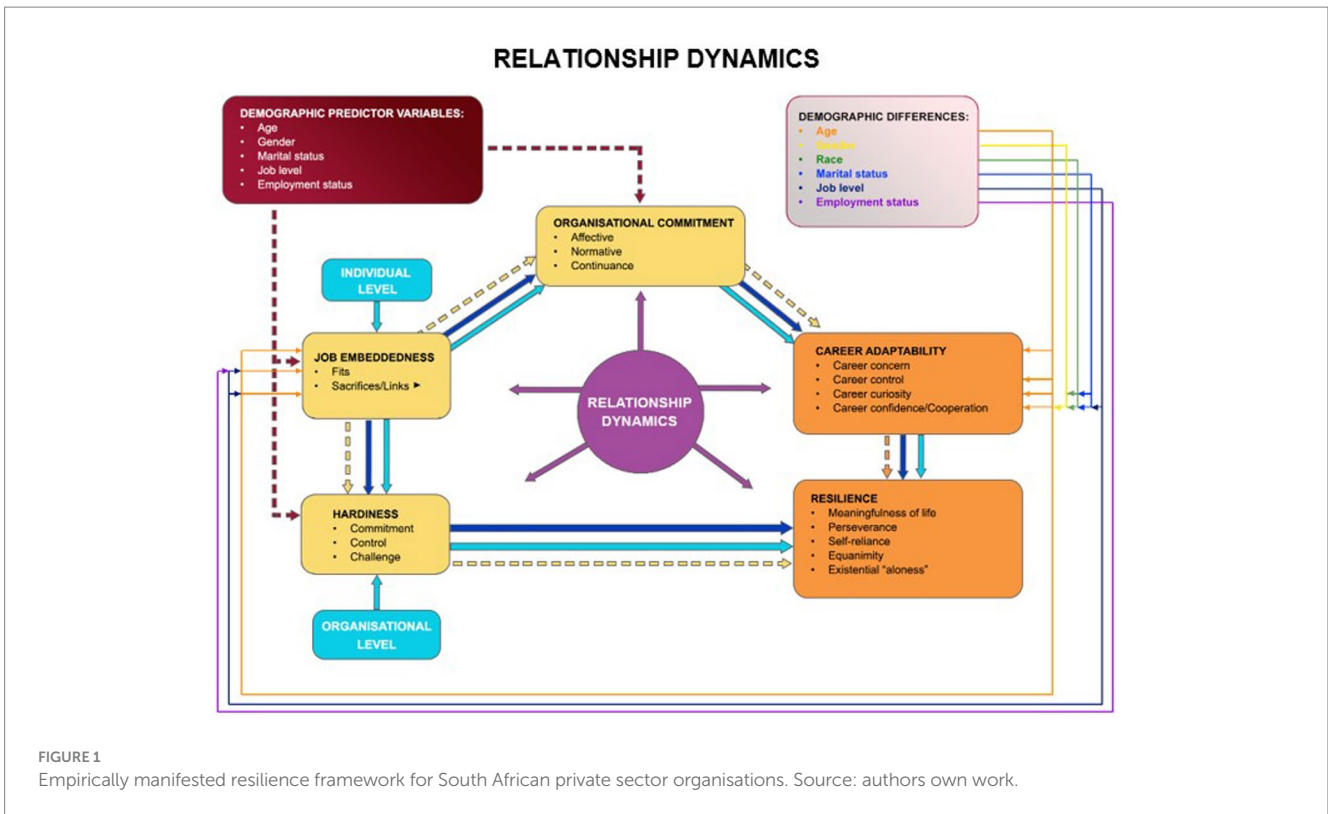 RELATIONSHIP DYNAMICS
DEMOGRAPHIC PREDICTOR VARIABLES:
• Age
• Gender
• Marital status
• Job level
• Employment status
DEMOGRAPHIC DIFFERENCES:
• Age
• Gender
• Race
• Marital status
• Job level
• Employment status
ORGANISATIONAL COMMITMENT
• Affective
• Normative
• Continuance
INDIVIDUAL
LEVEL
JOB EMBEDDEDNESS
• Fits
• Sacrifices/Links ►
CAREER ADAPTABILITY
• Career concern
• Career control
• Career curiosity
• Career confidence/Cooperation
RELATIONSHIP
DYNAMICS
HARDINESS
• Commitment
• Control
• Challenge
RESILIENCE
• Meaningfulness of life
• Perseverance
• Self-reliance
• Equanimity
• Existential "aloness"
ORGANISATIONAL
LEVEL
FIGURE 1
Empirically manifested resilience framework for South African private sector organisations. Source: authors own work.